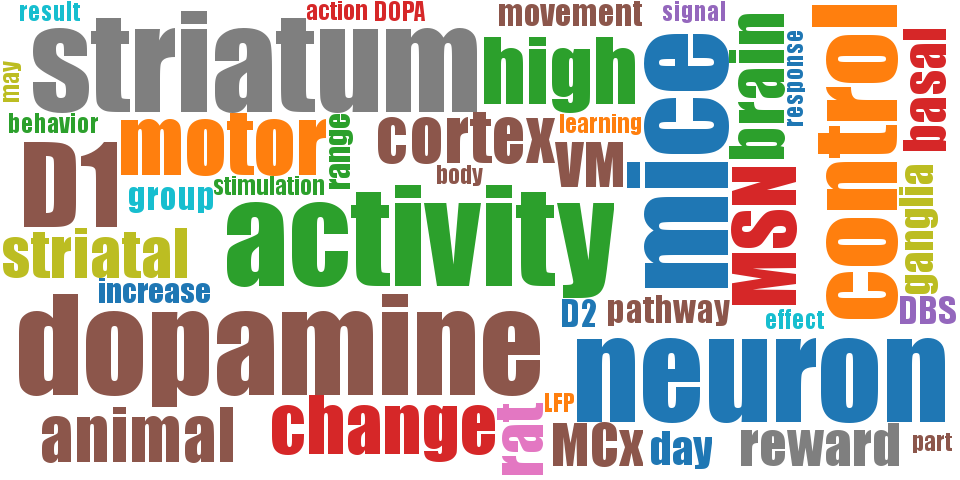 result
action
DOPA
movement
signal
striatum
high
mice
brain
response
control
basal
may
behavior
motor
range
cortex
learning
VM
body
D1
group
stimulation
activity
MSN
ganglia
striatal
increase
dopamine
D2
pathway
effect
DBS
neuron
animal
change
rat
LFP
MCx
day
reward
part